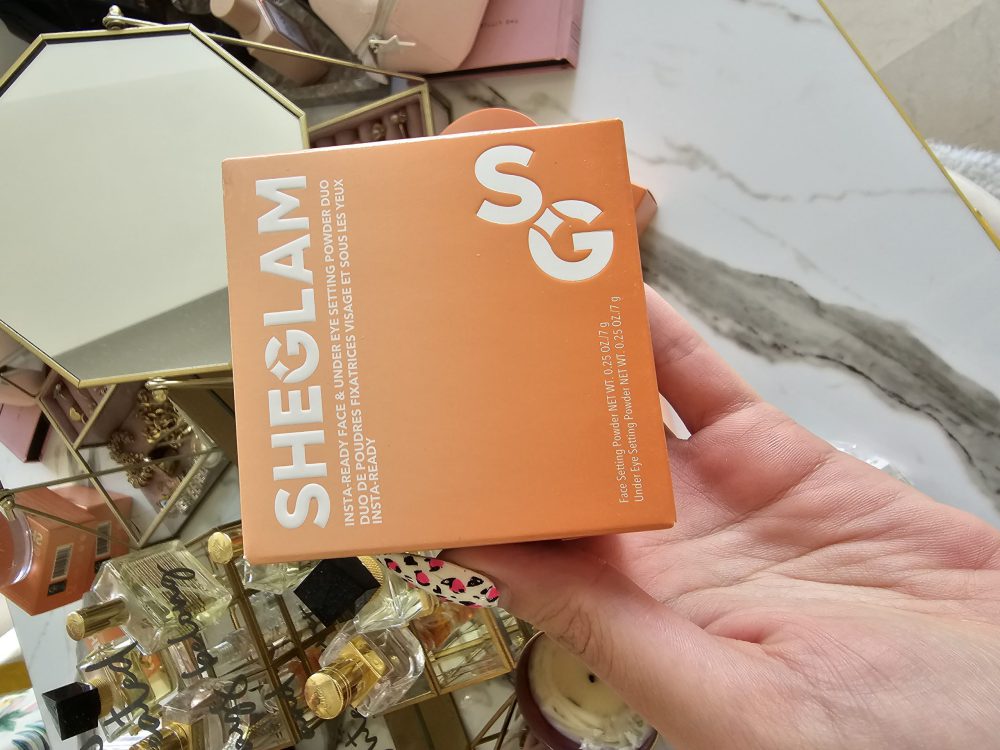 SHEGLAM
INSTA-READY FACE & UNDER EYE SETTING POWDER DUO
DUO DE POUDRES FIXATRICES VISAGE ET SOUS LES YEUX
INSTA-READY
SG
Face Setting Powder NET WT. 0.25 OZ./7 g
Under Eye Setting Powder NET WT. 0.25 OZ./7 g